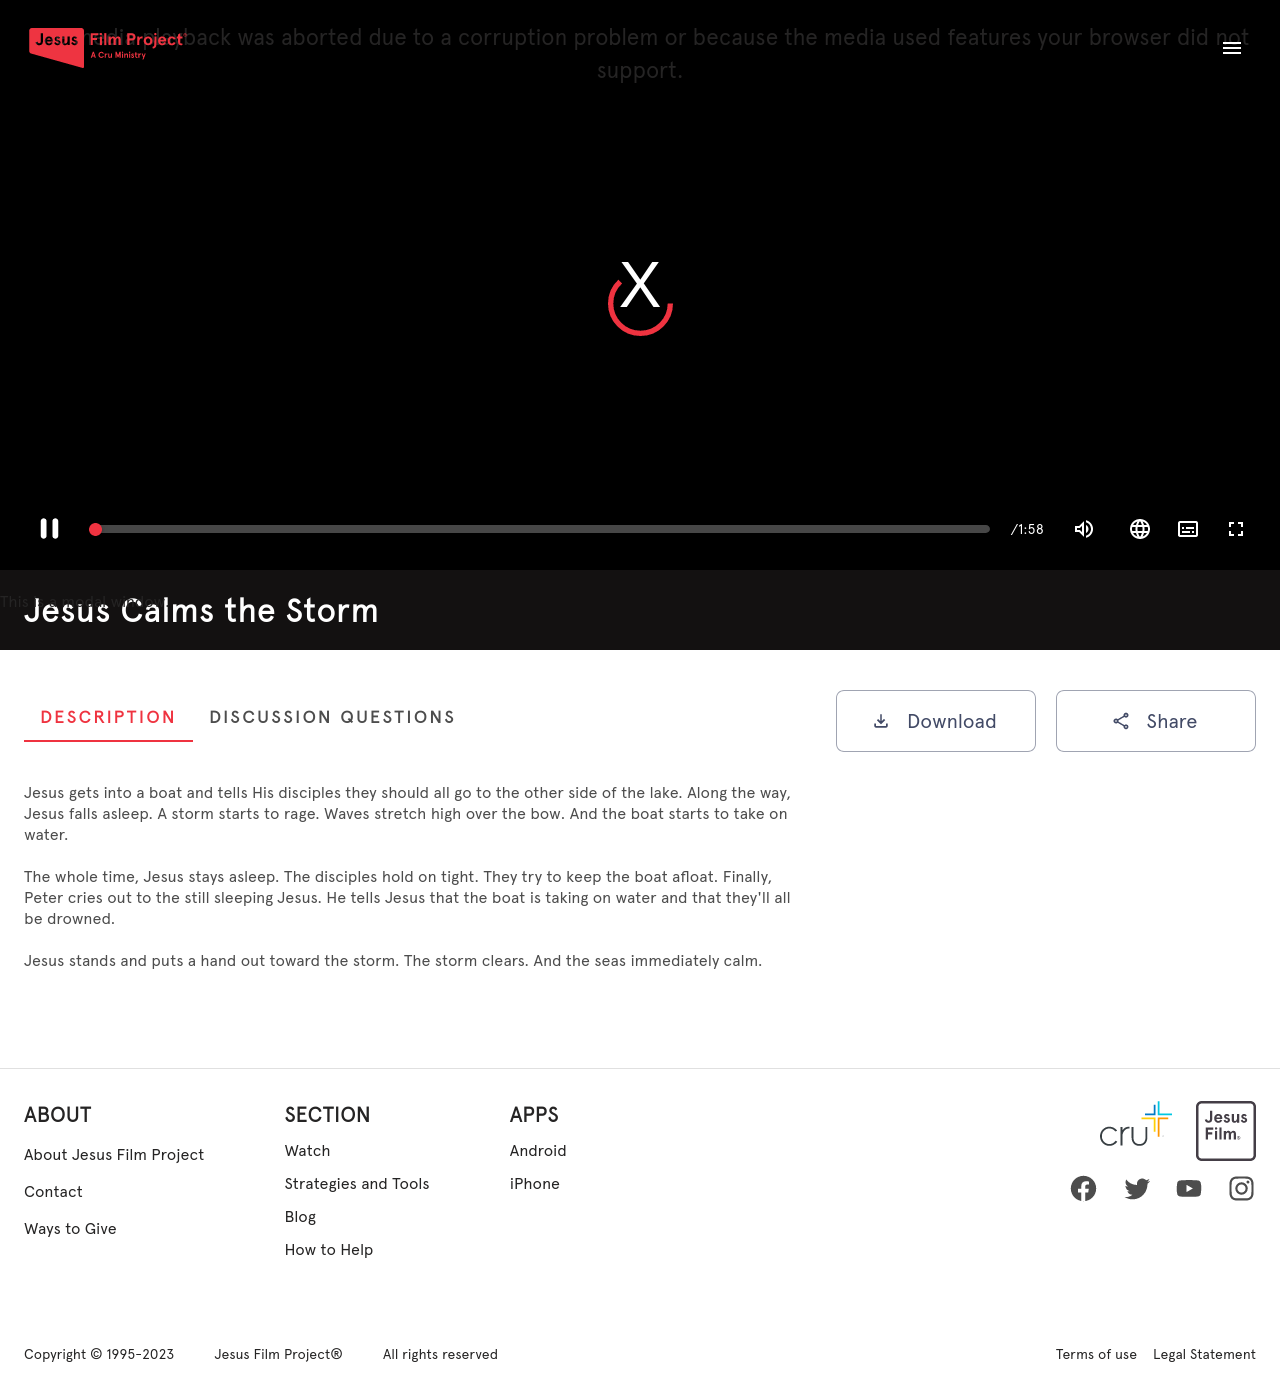 Jesus Film Project
A Cru Ministry
playback was aborted due to a corruption problem or because the media used features your browser did not
support.
X
/1:58
This is a modal window.
Jesus Calms the Storm
DESCRIPTION
DISCUSSION QUESTIONS
Download
Share
Jesus gets into a boat and tells His disciples they should all go to the other side of the lake. Along the way,
Jesus falls asleep. A storm starts to rage. Waves stretch high over the bow. And the boat starts to take on
water.
The whole time, Jesus stays asleep. The disciples hold on tight. They try to keep the boat afloat. Finally,
Peter cries out to the still sleeping Jesus. He tells Jesus that the boat is taking on water and that they'll all
be drowned.
Jesus stands and puts a hand out toward the storm. The storm clears. And the seas immediately calm.
ABOUT
About Jesus Film Project
Contact
Ways to Give
SECTION
Watch
Strategies and Tools
Blog
How to Help
APPS
Android
iPhone
cru
Jesus
Film
Copyright © 1995-2023
Jesus Film Project®
All rights reserved
Terms of use
Legal Statement